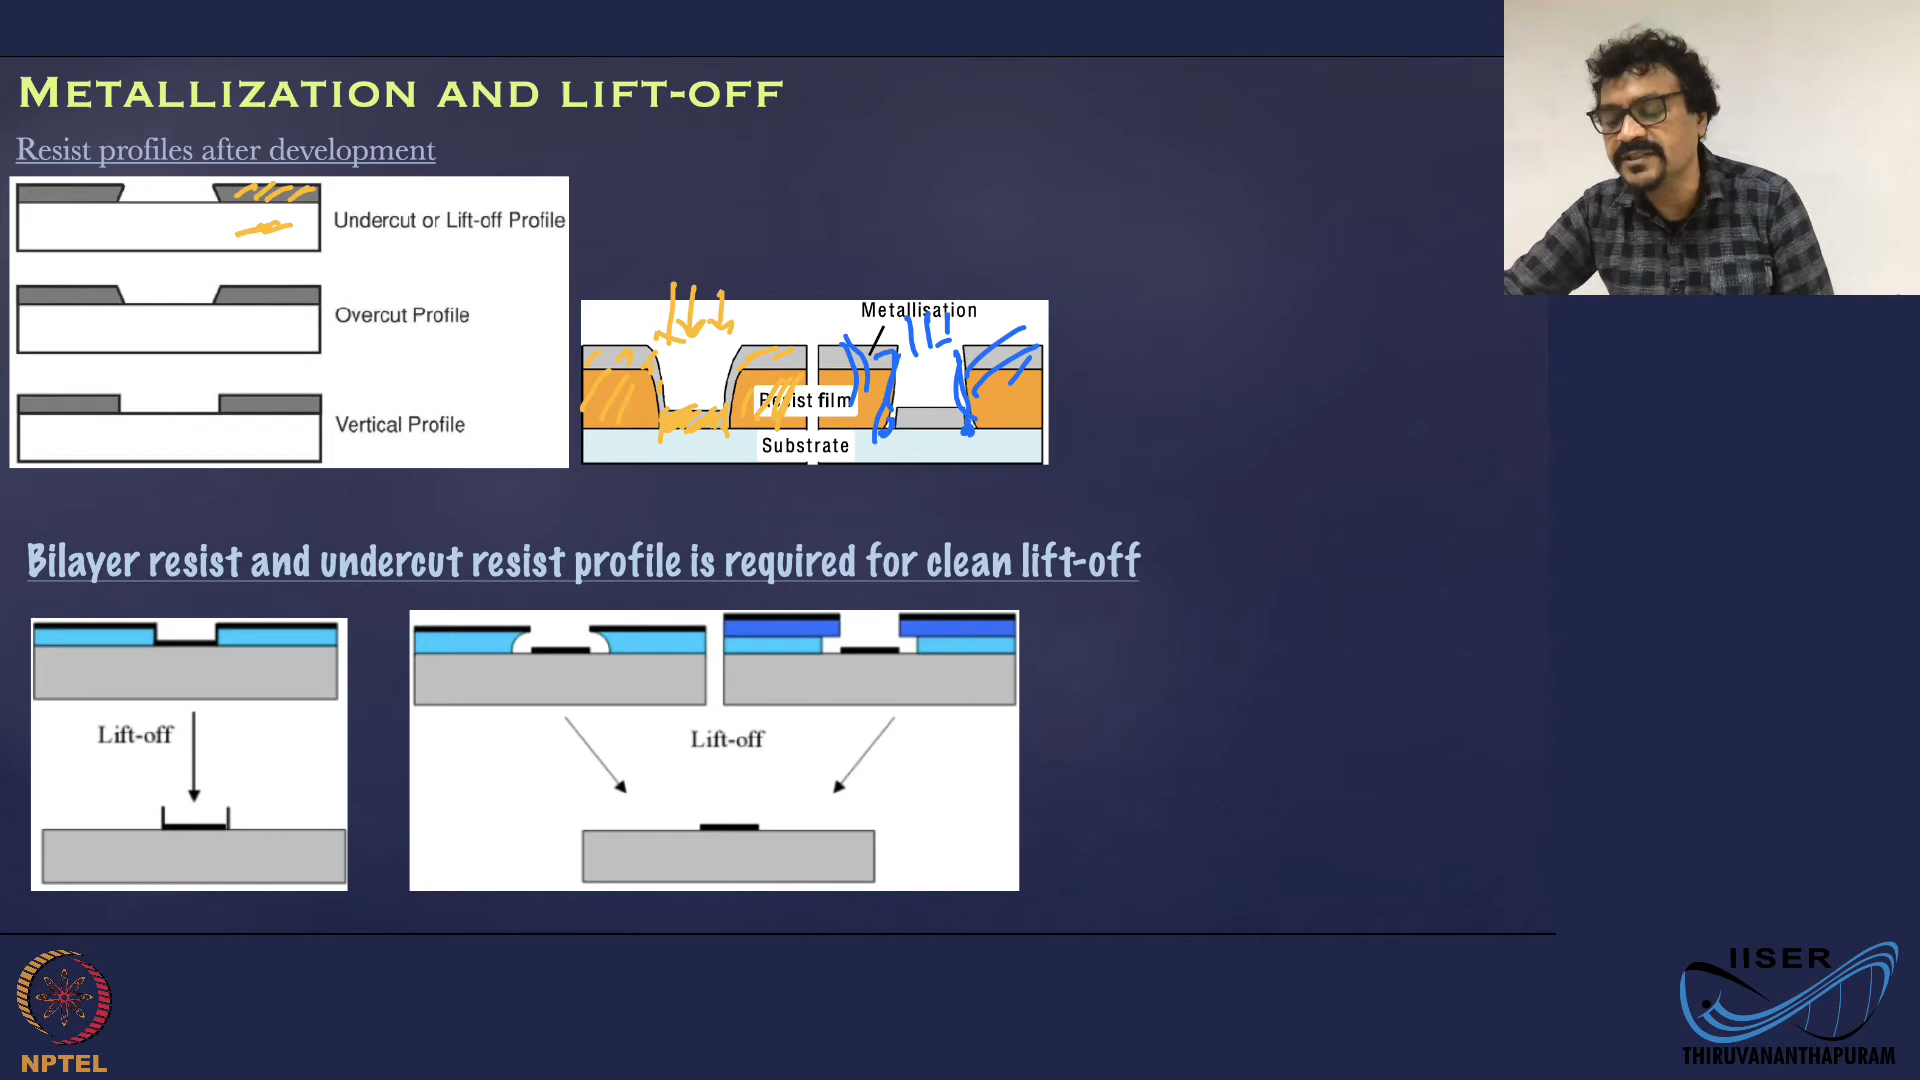 METALLIZATION AND LIFT-OFF
Resist profiles after development
Undercut or Lift-off Profile
Overcut Profile
Vertical Profile
Metallisation
Resist film
Substrate
Bilayer resist and undercut resist profile is required for clean lift-off
Lift-off
Lift-off
NPTEL
IISER
THIRUVANANTHAPURAM